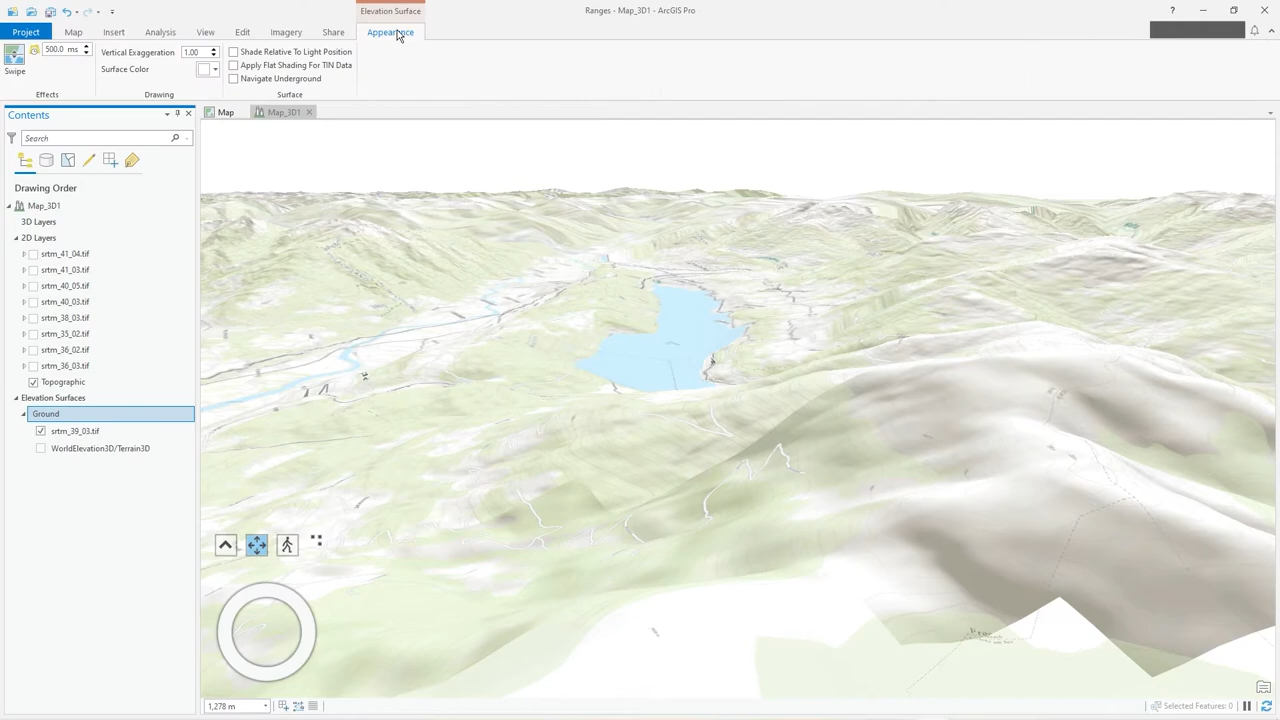 Elevation Surface
Ranges - Map_3D1 - ArcGIS Pro
Project Map Insert Analysis View Edit Imagery Share Appearance
500.0 ms
Swipe
Effects
Vertical Exaggeration 1.00
Surface Color
Drawing
Shade Relative To Light Position
Apply Flat Shading For TIN Data
Navigate Underground
Surface
Contents
Search
Drawing Order
Map_3D1
3D Layers
2D Layers
srtm_41_04.tif
srtm_41_03.tif
srtm_40_05.tif
srtm_40_03.tif
srtm_38_03.tif
srtm_35_02.tif
srtm_36_02.tif
srtm_36_03.tif
Topographic
Elevation Surfaces
Ground
srtm_39_03.tif
WorldElevation3D/Terrain3D
Map Map_3D1
1,278 m
Selected Features: 0